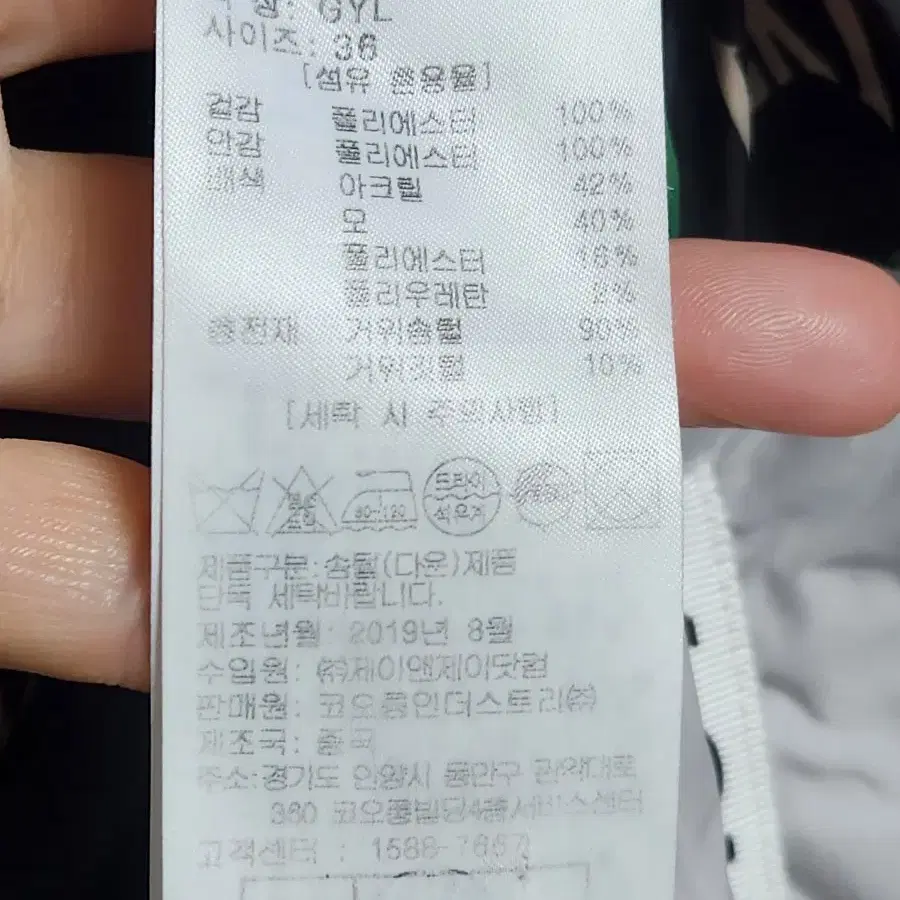 색 상: GYL
사이즈: 36
[섬유 혼용율]
겉감 폴리에스터 100%
안감 폴리에스터 100%
배색 아크릴 42%
모 40%
폴리에스터 16%
폴리우레탄 2%
충전재 거위솜털 90%
거위깃털 10%
[세탁 시 주의사항]
80~120
드라이
석유계
제품구분: 솜털(다운)제품
단독 세탁바랍니다.
제조년월: 2019년 8월
수입원: ㈜제이앤제이닷컴
판매원: 코오롱인더스트리㈜
제조국: 중국
주소:경기도 안양시 동안구 관악대로
360 코오롱빌딩4층서비스센터
고객센터 : 1588-7667